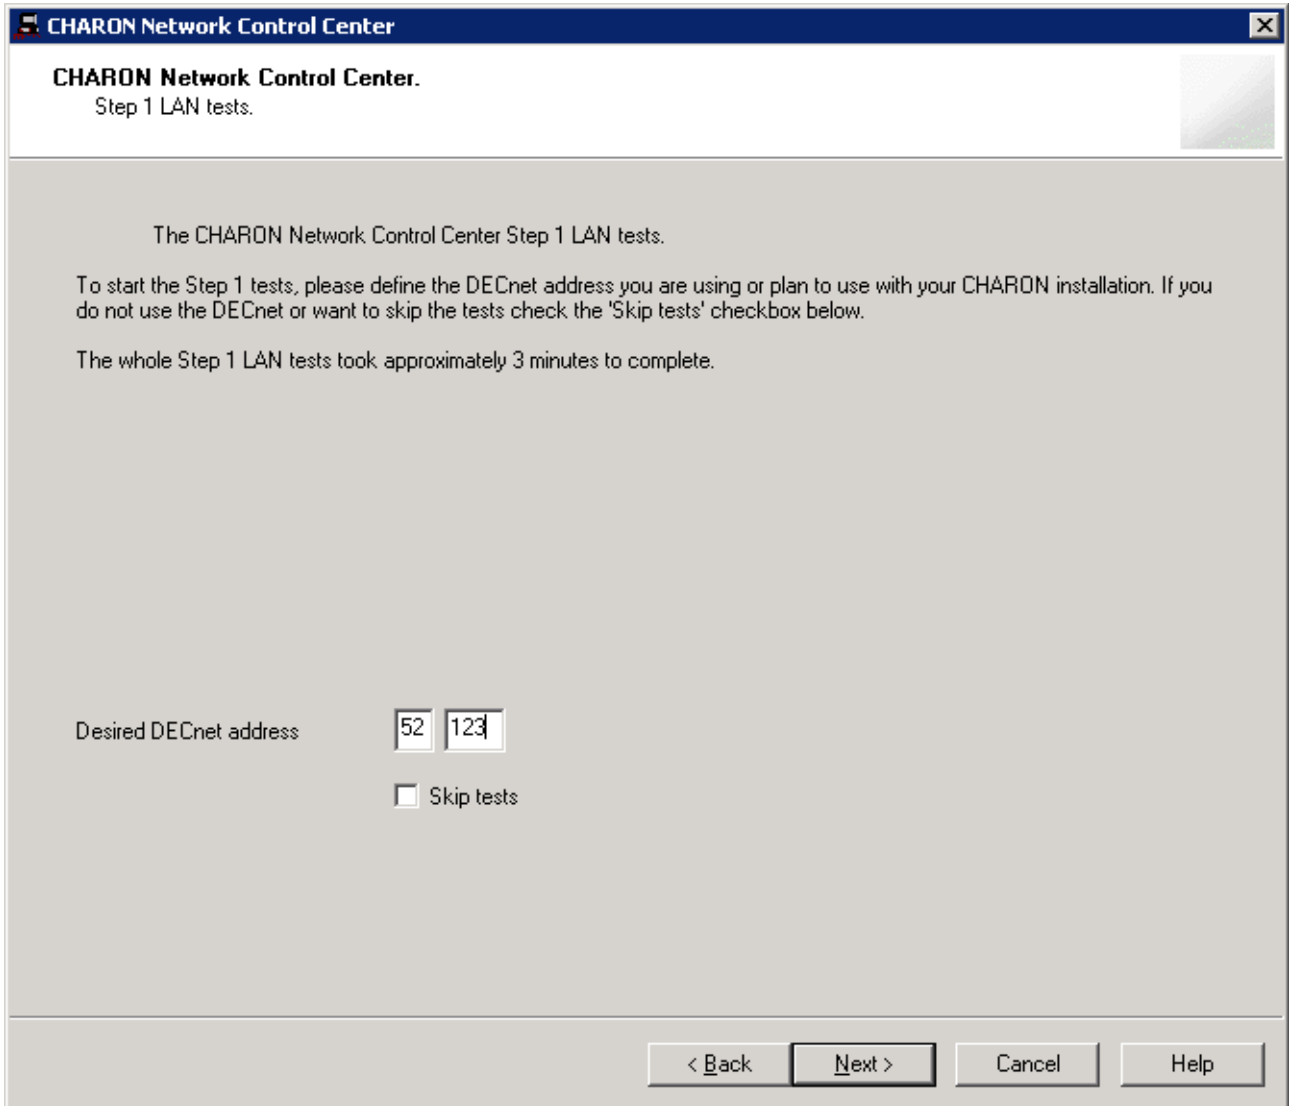 CHARON Network Control Center
CHARON Network Control Center.
Step 1 LAN tests.
The CHARON Network Control Center Step 1 LAN tests.
To start the Step 1 tests, please define the DECnet address you are using or plan to use with your CHARON installation. If you
do not use the DECnet or want to skip the tests check the 'Skip tests' checkbox below.
The whole Step 1 LAN tests took approximately 3 minutes to complete.
Desired DECnet address 52 123
Skip tests
< Back Next > Cancel Help